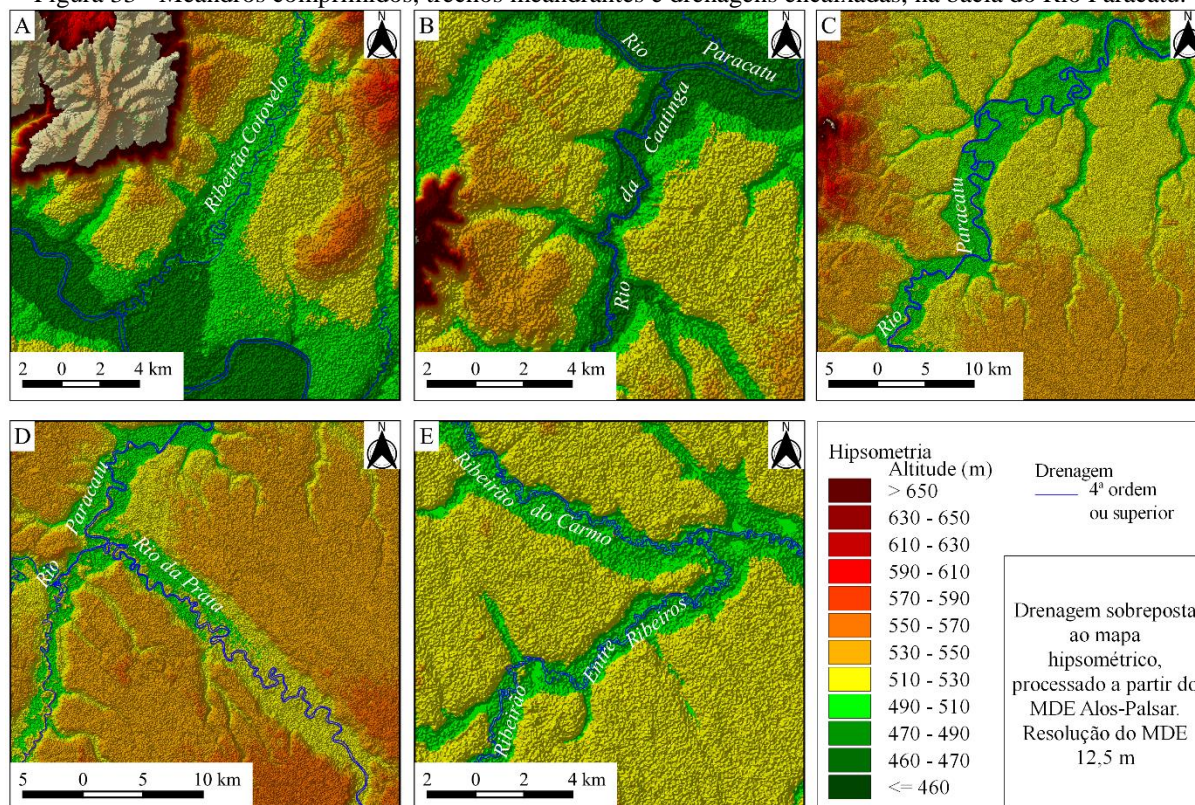 Figura 33 - Meandros comprimidos, trechos meandrantes e drenagens encaixadas, na bacia do Rio Paracatu.
A
N
Ribeirão Cotovelo
2 0 2 4 km
B
N
Rio Paracatu
Rio da Caatinga
2 0 2 4 km
C
N
Rio Paracatu
5 0 5 10 km
D
N
Rio Paracatu
Rio da Prata
5 0 5 10 km
E
N
Ribeirão do Carmo
Ribeirão Entre Ribeiros
2 0 2 4 km
Hipsometria
Altitude (m)
> 650
630 - 650
610 - 630
590 - 610
570 - 590
550 - 570
530 - 550
510 - 530
490 - 510
470 - 490
460 - 470
<= 460
Drenagem
4ª ordem
ou superior
Drenagem sobreposta
ao mapa
hipsométrico,
processado a partir do
MDE Alos-Palsar.
Resolução do MDE
12,5 m